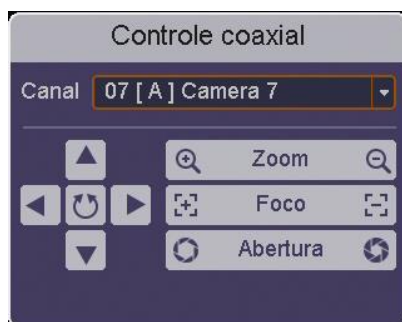 Controle coaxial
Canal 07 [ A ] Camera 7
Zoom
Foco
Abertura